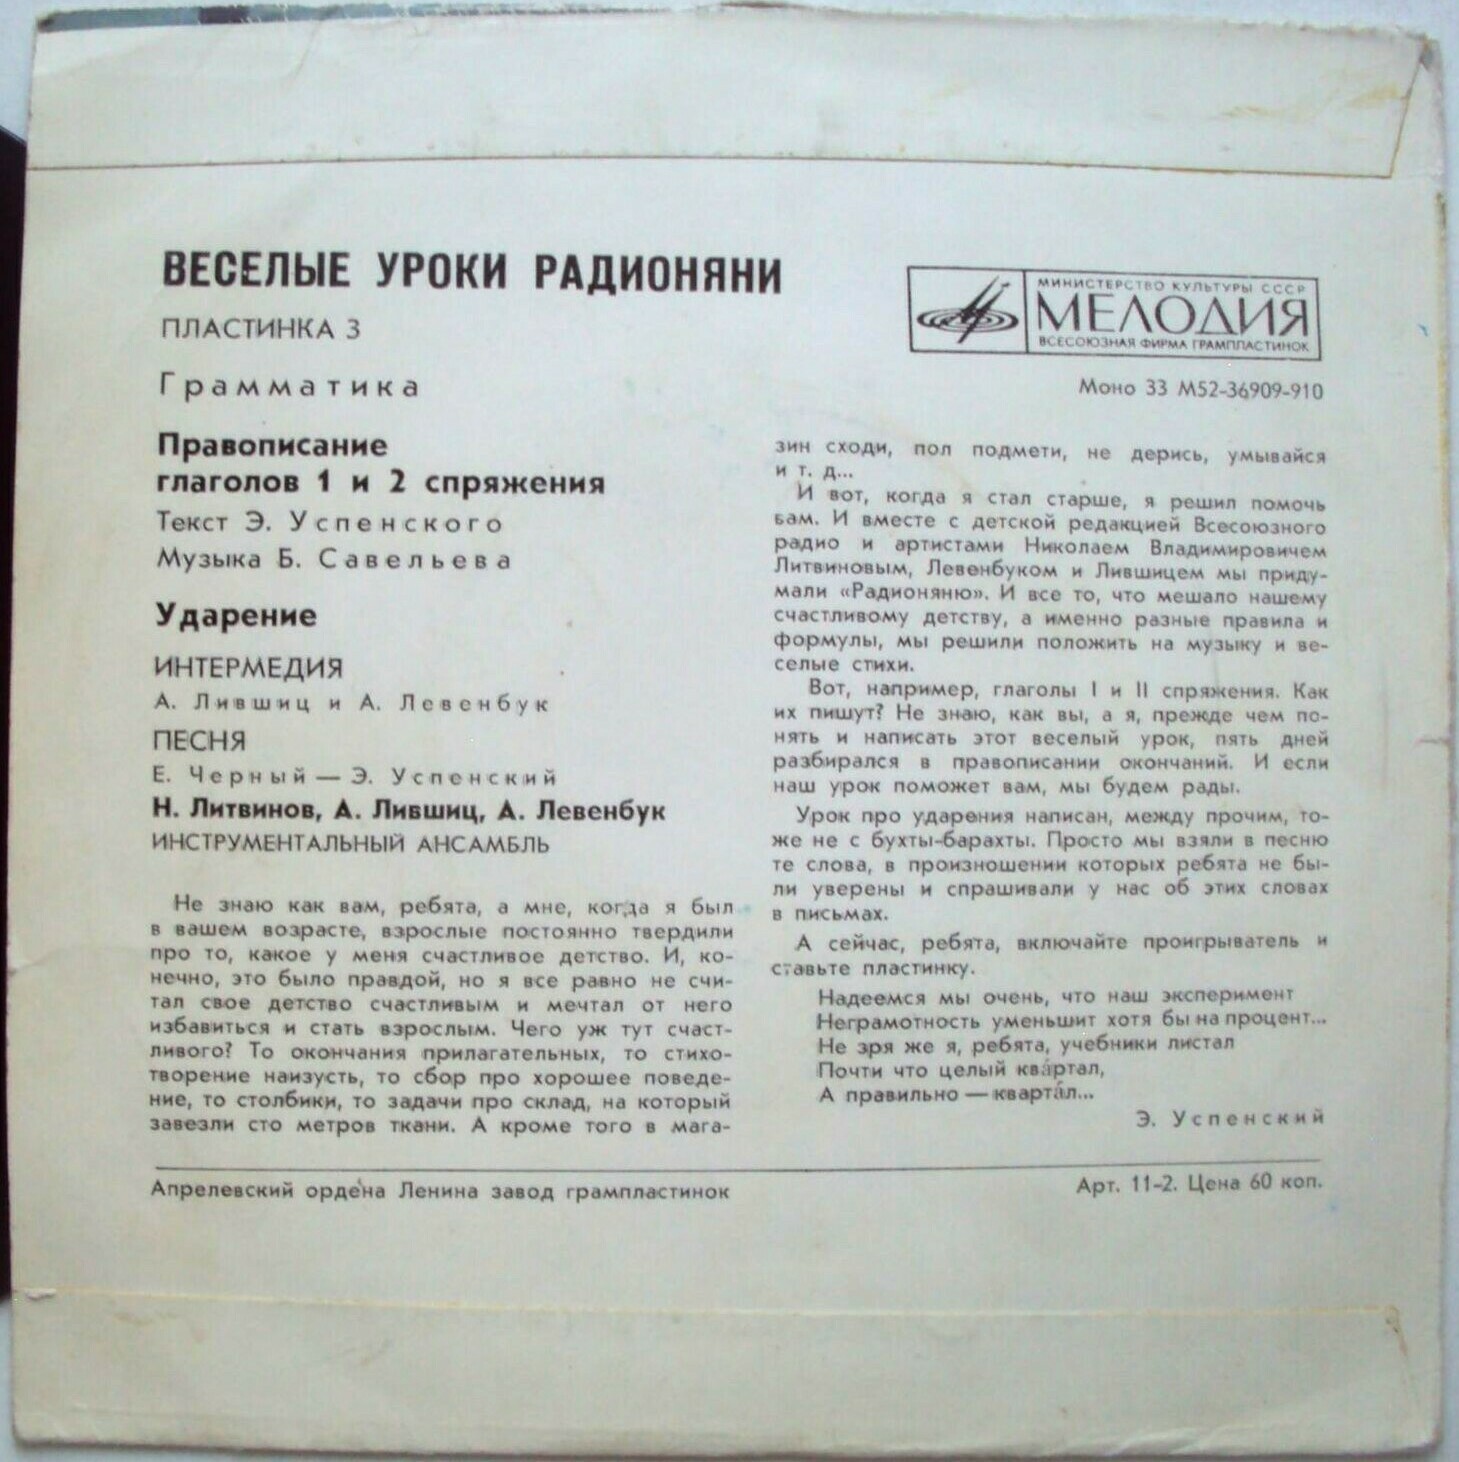 ВЕСЕЛЫЕ УРОКИ РАДИОНЯНИ
ПЛАСТИНКА 3
Грамматика
Правописание
глаголов 1 и 2 спряжения
Текст Э. Успенского
Музыка Б. Савельева
Ударение
ИНТЕРМЕДИЯ
А. Лившиц и А. Левенбук
ПЕСНЯ
Е. Черный — Э. Успенский
Н. Литвинов, А. Лившиц, А. Левенбук
ИНСТРУМЕНТАЛЬНЫЙ АНСАМБЛЬ
Не знаю как вам, ребята, а мне, когда я был
в вашем возрасте, взрослые постоянно твердили
про то, какое у меня счастливое детство. И, ко-
нечно, это было правдой, но я все равно не счи-
тал свое детство счастливым и мечтал от него
избавиться и стать взрослым. Чего уж тут счаст-
ливого? То окончания прилагательных, то стихо-
творение наизусть, то сбор про хорошее поведе-
ние, то столбики, то задачи про склад, на который
завезли сто метров ткани. А кроме того в мага-
МИНИСТЕРСТВО КУЛЬТУРЫ СССР
МЕЛОДИЯ
ВСЕСОЮЗНАЯ ФИРМА ГРАМПЛАСТИНОК
Моно 33 М52-36909-910
зин сходи, пол подмети, не дерись, умывайся
и т. д...
И вот, когда я стал старше, я решил помочь
вам. И вместе с детской редакцией Всесоюзного
радио и артистами Николаем Владимировичем
Литвиновым, Левенбуком и Лившицем мы приду-
мали «Радионяню». И все то, что мешало нашему
счастливому детству, а именно разные правила и
формулы, мы решили положить на музыку и ве-
селые стихи.
Вот, например, глаголы I и II спряжения. Как
их пишут? Не знаю, как вы, а я, прежде чем по-
нять и написать этот веселый урок, пять дней
разбирался в правописании окончаний. И если
наш урок поможет вам, мы будем рады.
Урок про ударения написан, между прочим, то-
же не с бухты-барахты. Просто мы взяли в песню
те слова, в произношении которых ребята не бы-
ли уверены и спрашивали у нас об этих словах
в письмах.
А сейчас, ребята, включайте проигрыватель и
ставьте пластинку.
Надеемся мы очень, что наш эксперимент
Неграмотность уменьшит хотя бы на процент...
Не зря же я, ребята, учебники листал
Почти что целый ква́ртал,
А правильно — кварта́л...
Э. Успенский
Апрелевский ордена Ленина завод грампластинок
Арт. 11-2. Цена 60 коп.